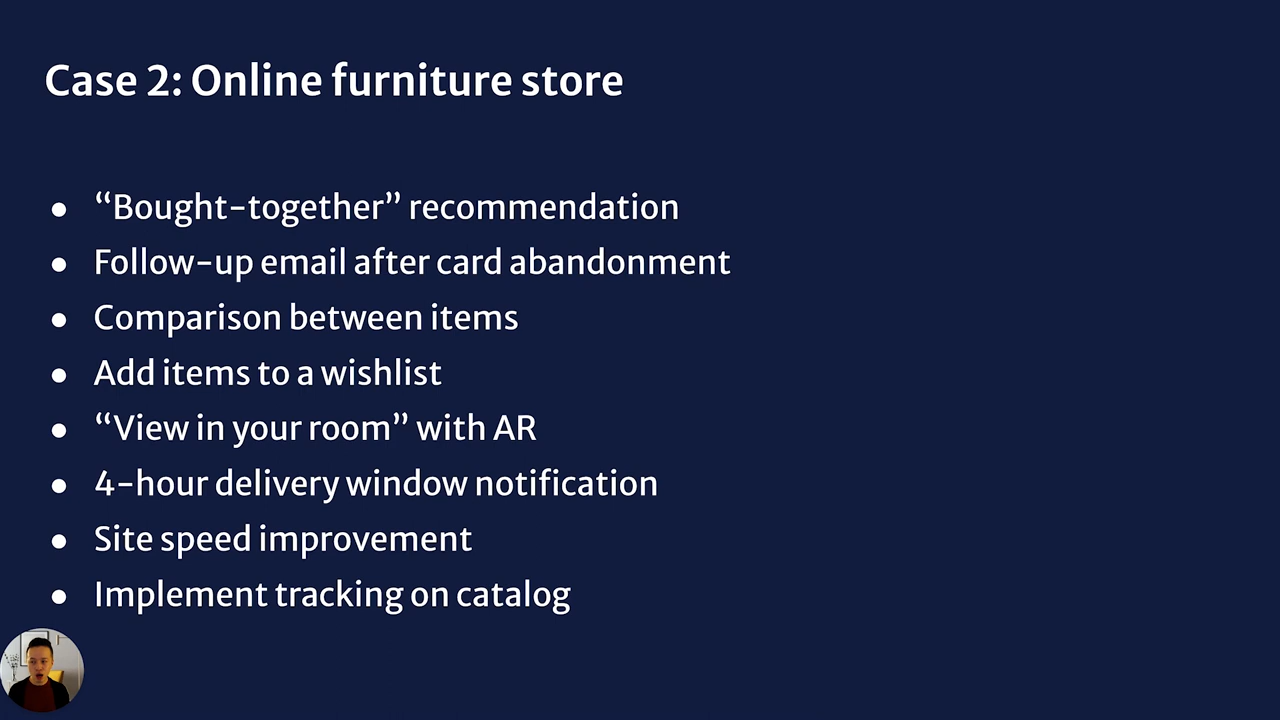 Case 2: Online furniture store
● “Bought-together” recommendation
● Follow-up email after card abandonment
● Comparison between items
● Add items to a wishlist
● “View in your room” with AR
● 4-hour delivery window notification
● Site speed improvement
● Implement tracking on catalog